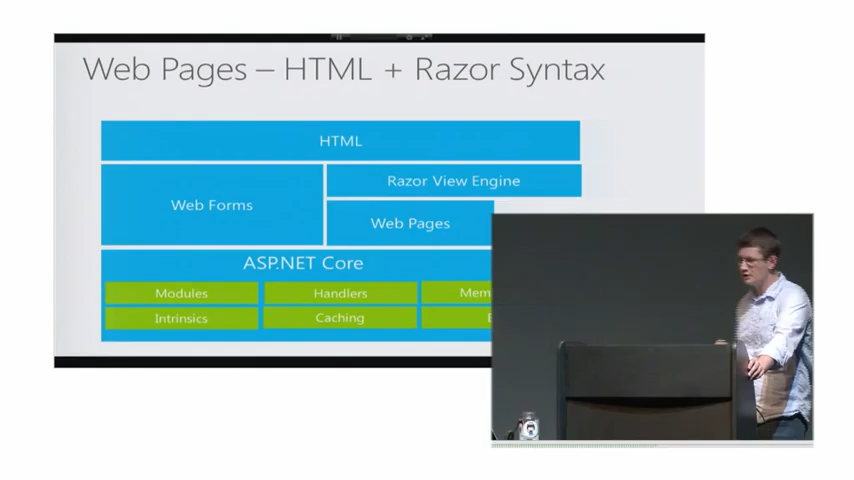 Web Pages – HTML + Razor Syntax
HTML
Razor View Engine
Web Forms
Web Pages
ASP.NET Core
Modules
Handlers
Mem
Intrinsics
Caching
E